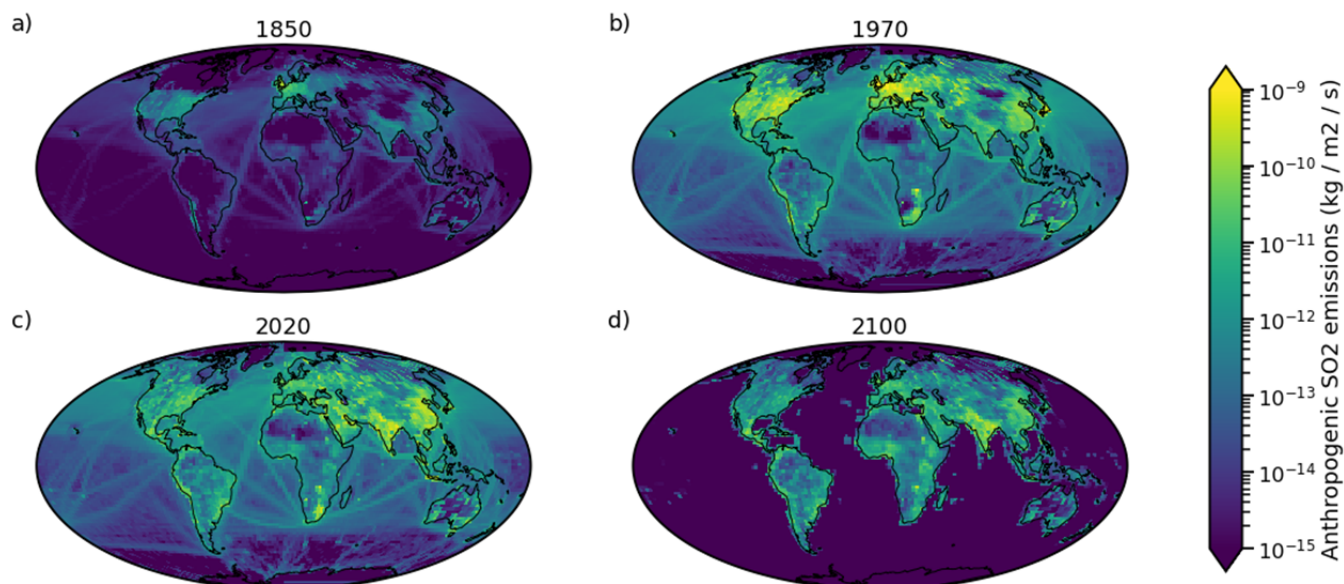 a)
1850
b)
1970
c)
2020
d)
2100
10⁻⁹
10⁻¹⁰
10⁻¹¹
10⁻¹²
10⁻¹³
10⁻¹⁴
10⁻¹⁵
Anthropogenic SO2 emissions (kg / m2 / s)